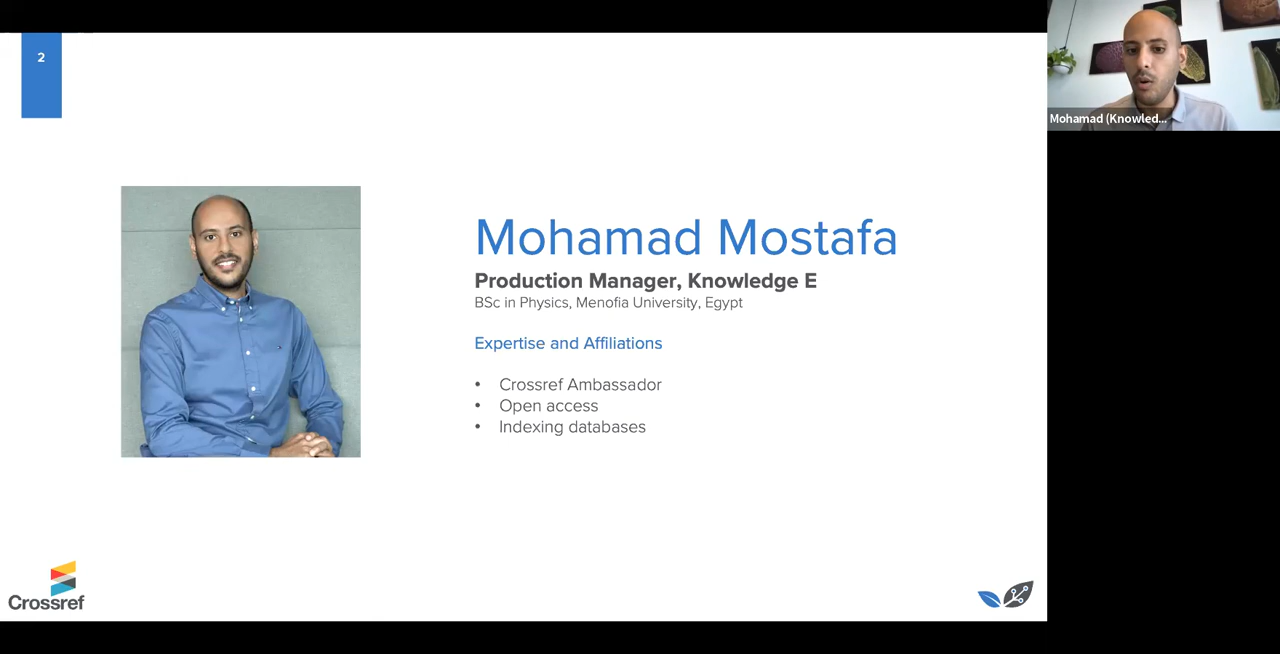 2
Mohamad (Knowled...
Mohamad Mostafa
Production Manager, Knowledge E
BSc in Physics, Menofia University, Egypt
Expertise and Affiliations
• Crossref Ambassador
• Open access
• Indexing databases
Crossref